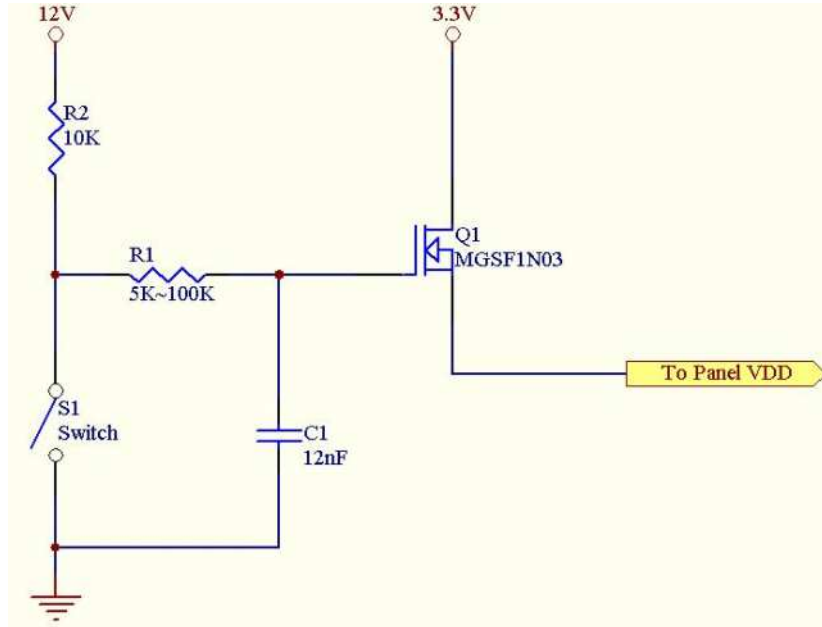 12V
3.3V
R2
10K
R1
5K~100K
Q1
MGSF1N03
To Panel VDD
S1
Switch
C1
12nF